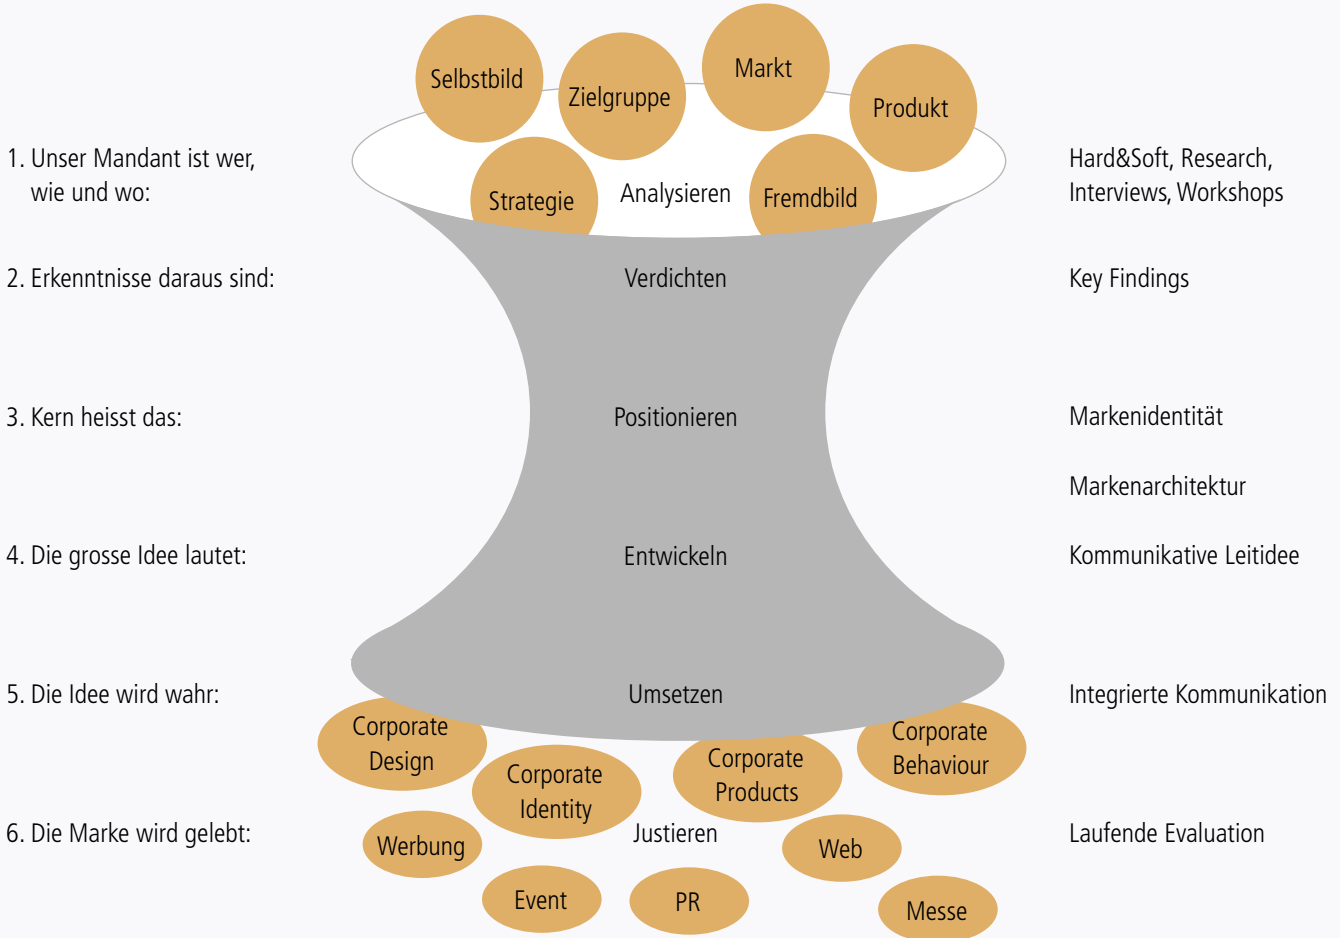 Selbstbild
Zielgruppe
Markt
Produkt
1. Unser Mandant ist wer,
wie und wo:
Strategie
Analysieren
Fremdbild
Hard&Soft, Research,
Interviews, Workshops
2. Erkenntnisse daraus sind:
Verdichten
Key Findings
3. Kern heisst das:
Positionieren
Markenidentität
Markenarchitektur
4. Die grosse Idee lautet:
Entwickeln
Kommunikative Leitidee
5. Die Idee wird wahr:
Umsetzen
Integrierte Kommunikation
Corporate
Design
Corporate
Identity
Corporate
Products
Corporate
Behaviour
6. Die Marke wird gelebt:
Werbung
Justieren
Web
Laufende Evaluation
Event
PR
Messe